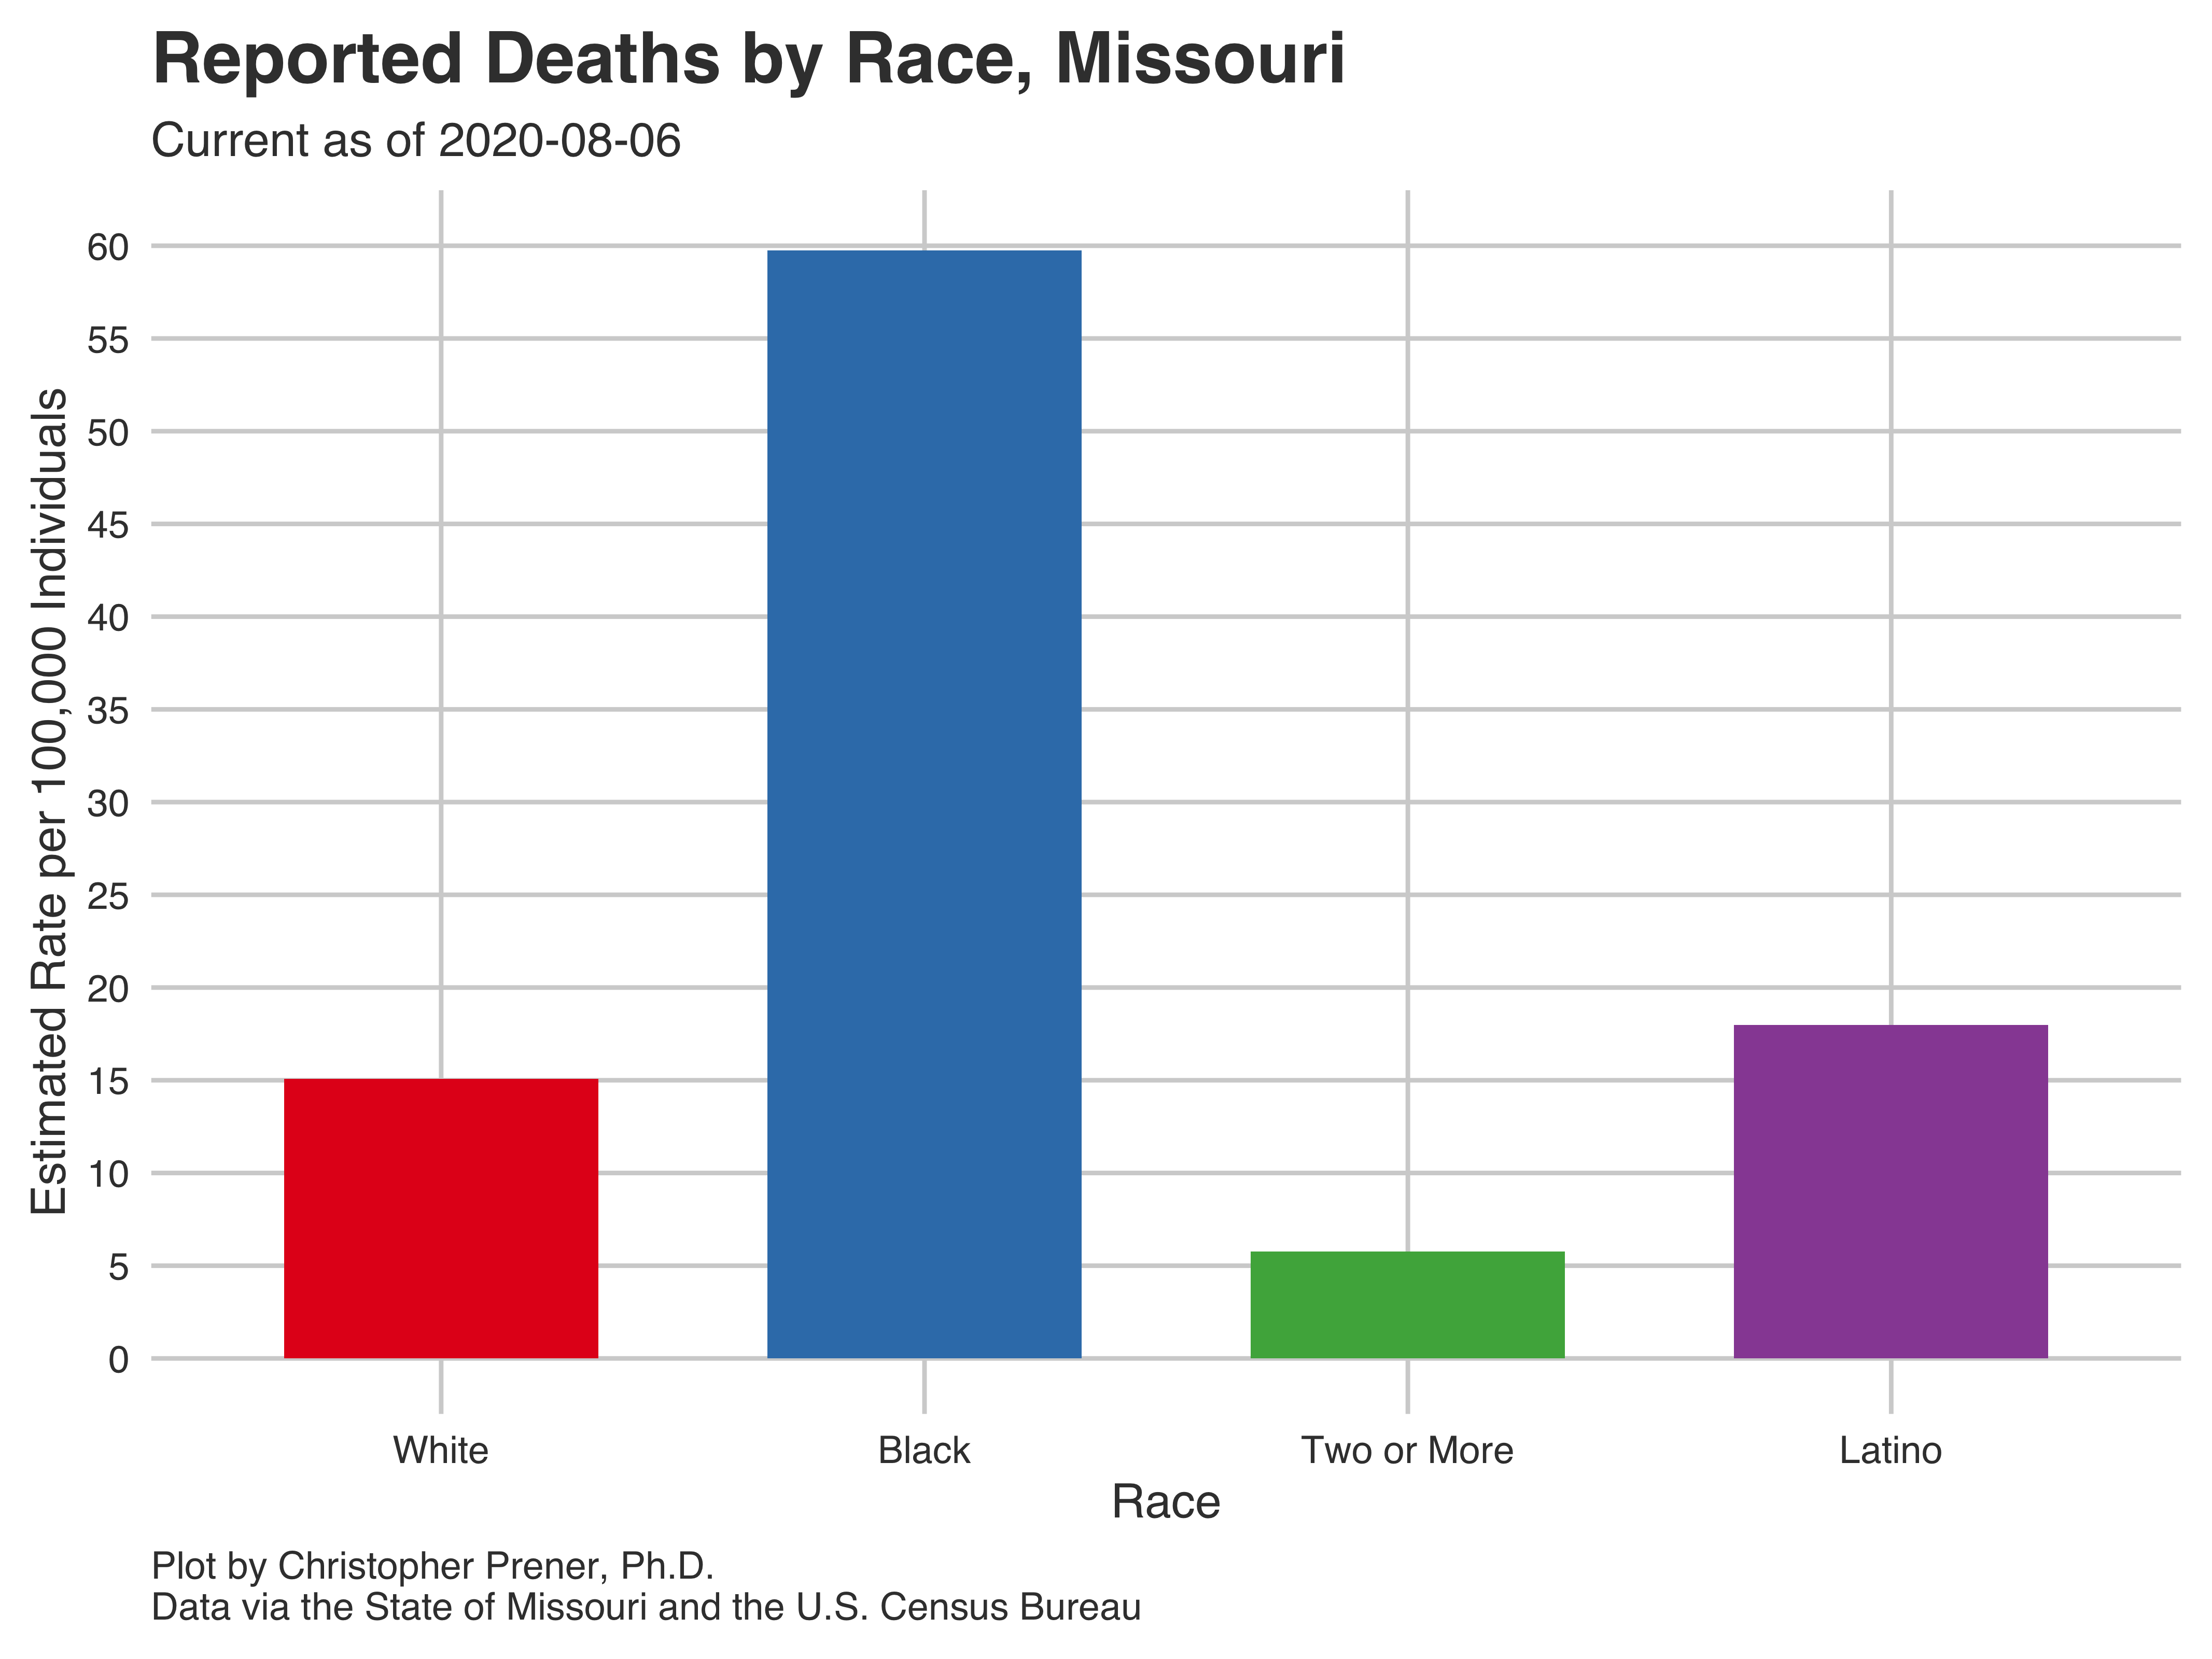 Reported Deaths by Race, Missouri
Current as of 2020-08-06
Estimated Rate per 100,000 Individuals
60
55
50
45
40
35
30
25
20
15
10
5
0
White
Black
Two or More
Latino
Race
Plot by Christopher Prener, Ph.D.
Data via the State of Missouri and the U.S. Census Bureau